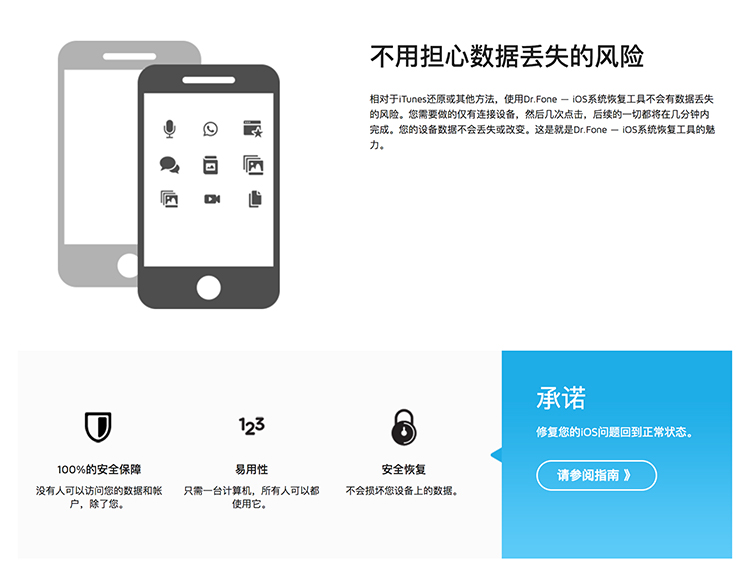 不用担心数据丢失的风险
相对于iTunes还原或其他方法，使用Dr.Fone — iOS系统恢复工具不会有数据丢失
的风险。您需要做的仅有连接设备，然后几次点击，后续的一切都将在几分钟内
完成。您的设备数据不会丢失或改变。这是就是Dr.Fone — iOS系统恢复工具的魅
力。
123
100%的安全保障
没有人可以访问您的数据和帐
户，除了您。
易用性
只需一台计算机，所有人可以都
使用它。
安全恢复
不会损坏您设备上的数据。
承诺
修复您的iOS问题回到正常状态。
请参阅指南 》